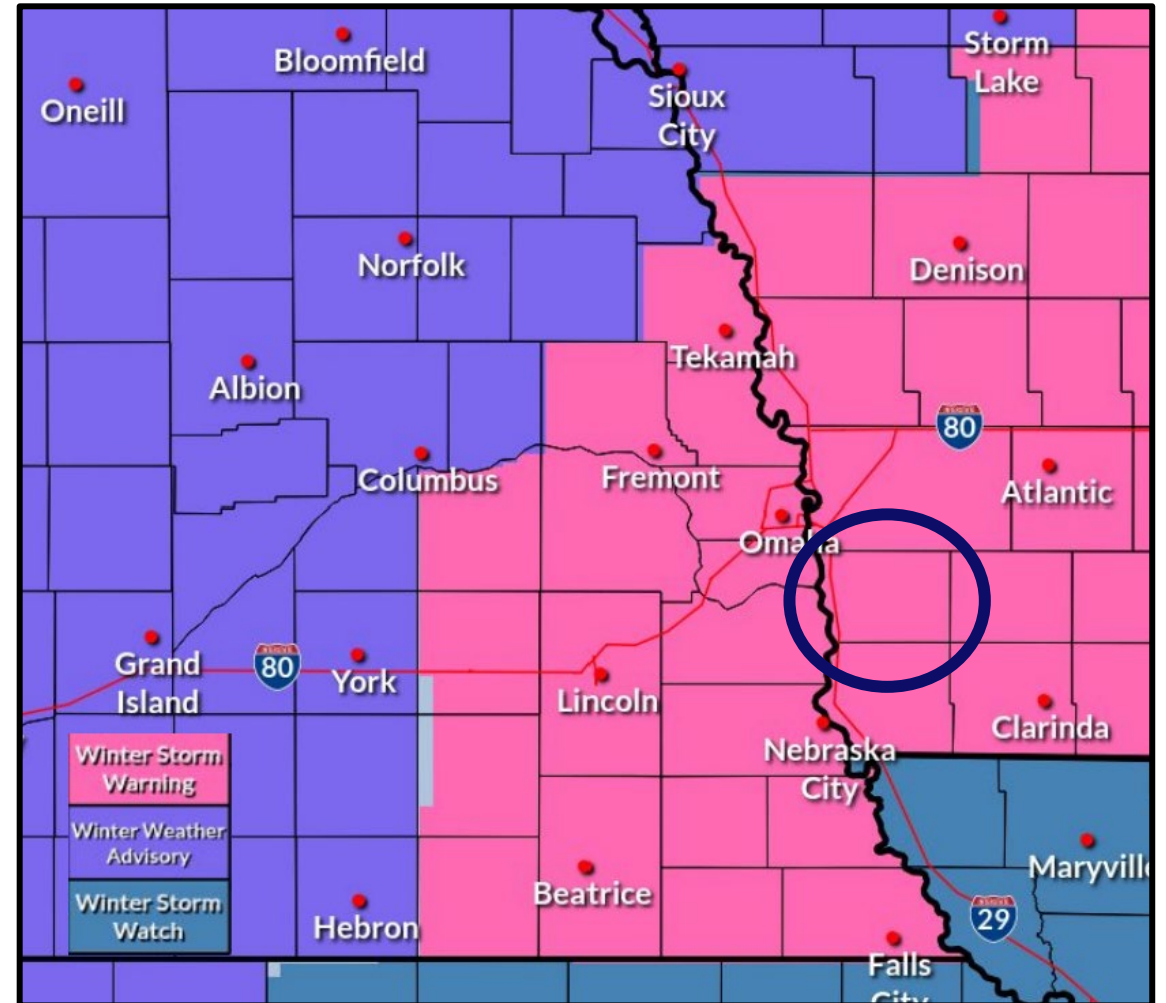 Bloomfield
Storm
Lake
Oneill
Sioux
City
Norfolk
Denison
Tekamah
Albion
80
Columbus
Fremont
Atlantic
Omaha
Grand
Island
80
York
Lincoln
Clarinda
Nebraska
City
Winter Storm
Warning
Winter Weather
Advisory
Winter Storm
Watch
Beatrice
Maryville
Hebron
29
Falls
City